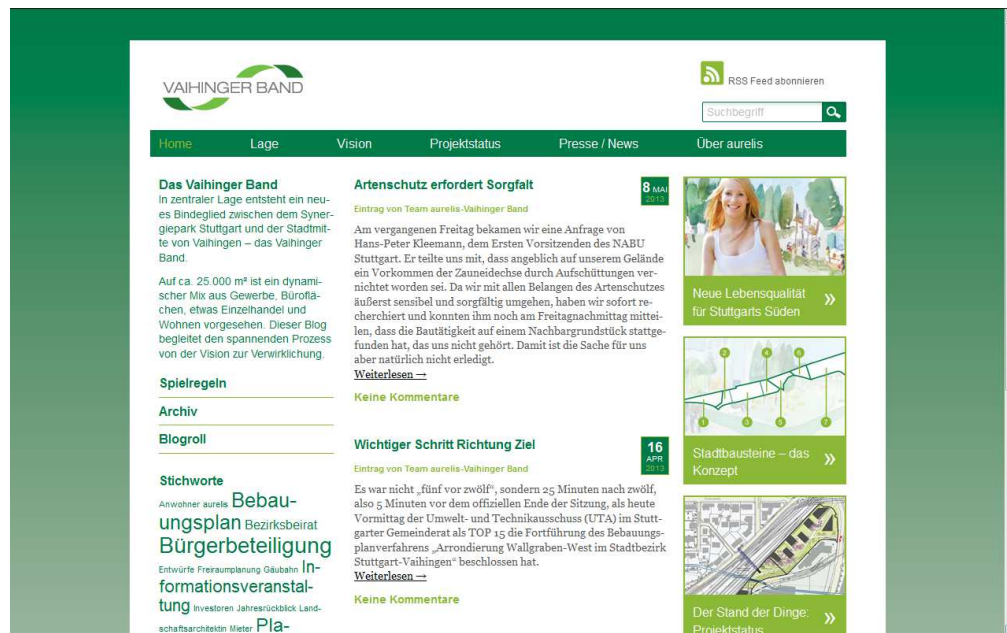 VAIHINGER BAND
RSS Feed abonnieren
Suchbegriff
Home Lage Vision Projektstatus Presse / News Über aurelis
Das Vaihinger Band
In zentraler Lage entsteht ein neu-
es Bindeglied zwischen dem Syner-
giepark Stuttgart und der Stadtmit-
te von Vaihingen – das Vaihinger
Band.
Auf ca. 25.000 m² ist ein dynami-
scher Mix aus Gewerbe, Büroflä-
chen, etwas Einzelhandel und
Wohnen vorgesehen. Dieser Blog
begleitet den spannenden Prozess
von der Vision zur Verwirklichung.
Spielregeln
Archiv
Blogroll
Stichworte
Anwohner aurelis Bebau-
ungsplan Bezirksbeirat
Bürgerbeteiligung
Entwürfe Freiraumplanung Gäubahn In-
formationsveranstal-
tung Investoren Jahresrückblick Land-
schaftsarchitektin Mieter Pla-
Artenschutz erfordert Sorgfalt
8 MAI
2013
Eintrag von Team aurelis-Vaihinger Band
Am vergangenen Freitag bekamen wir eine Anfrage von
Hans-Peter Kleemann, dem Ersten Vorsitzenden des NABU
Stuttgart. Er teilte uns mit, dass angeblich auf unserem Gelände
ein Vorkommen der Zauneidechse durch Aufschüttungen ver-
nichtet worden sei. Da wir mit allen Belangen des Artenschutzes
äußerst sensibel und sorgfältig umgehen, haben wir sofort re-
cherchiert und konnten ihm noch am Freitagnachmittag mittei-
len, dass die Bautätigkeit auf einem Nachbargrundstück stattge-
funden hat, das uns nicht gehört. Damit ist die Sache für uns
aber natürlich nicht erledigt.
Weiterlesen →
Keine Kommentare
Wichtiger Schritt Richtung Ziel
16
APR
2013
Eintrag von Team aurelis-Vaihinger Band
Es war nicht „fünf vor zwölf“, sondern 25 Minuten nach zwölf,
also 5 Minuten vor dem offiziellen Ende der Sitzung, als heute
Vormittag der Umwelt- und Technikausschuss (UTA) im Stutt-
garter Gemeinderat als TOP 15 die Fortführung des Bebauungs-
planverfahrens „Arrondierung Wallgraben-West im Stadtbezirk
Stuttgart-Vaihingen“ beschlossen hat.
Weiterlesen →
Keine Kommentare
Neue Lebensqualität
für Stuttgarts Süden »
2 4 6
1 3 5 7
Stadtbausteine – das
Konzept »
Der Stand der Dinge:
Projektstatus »